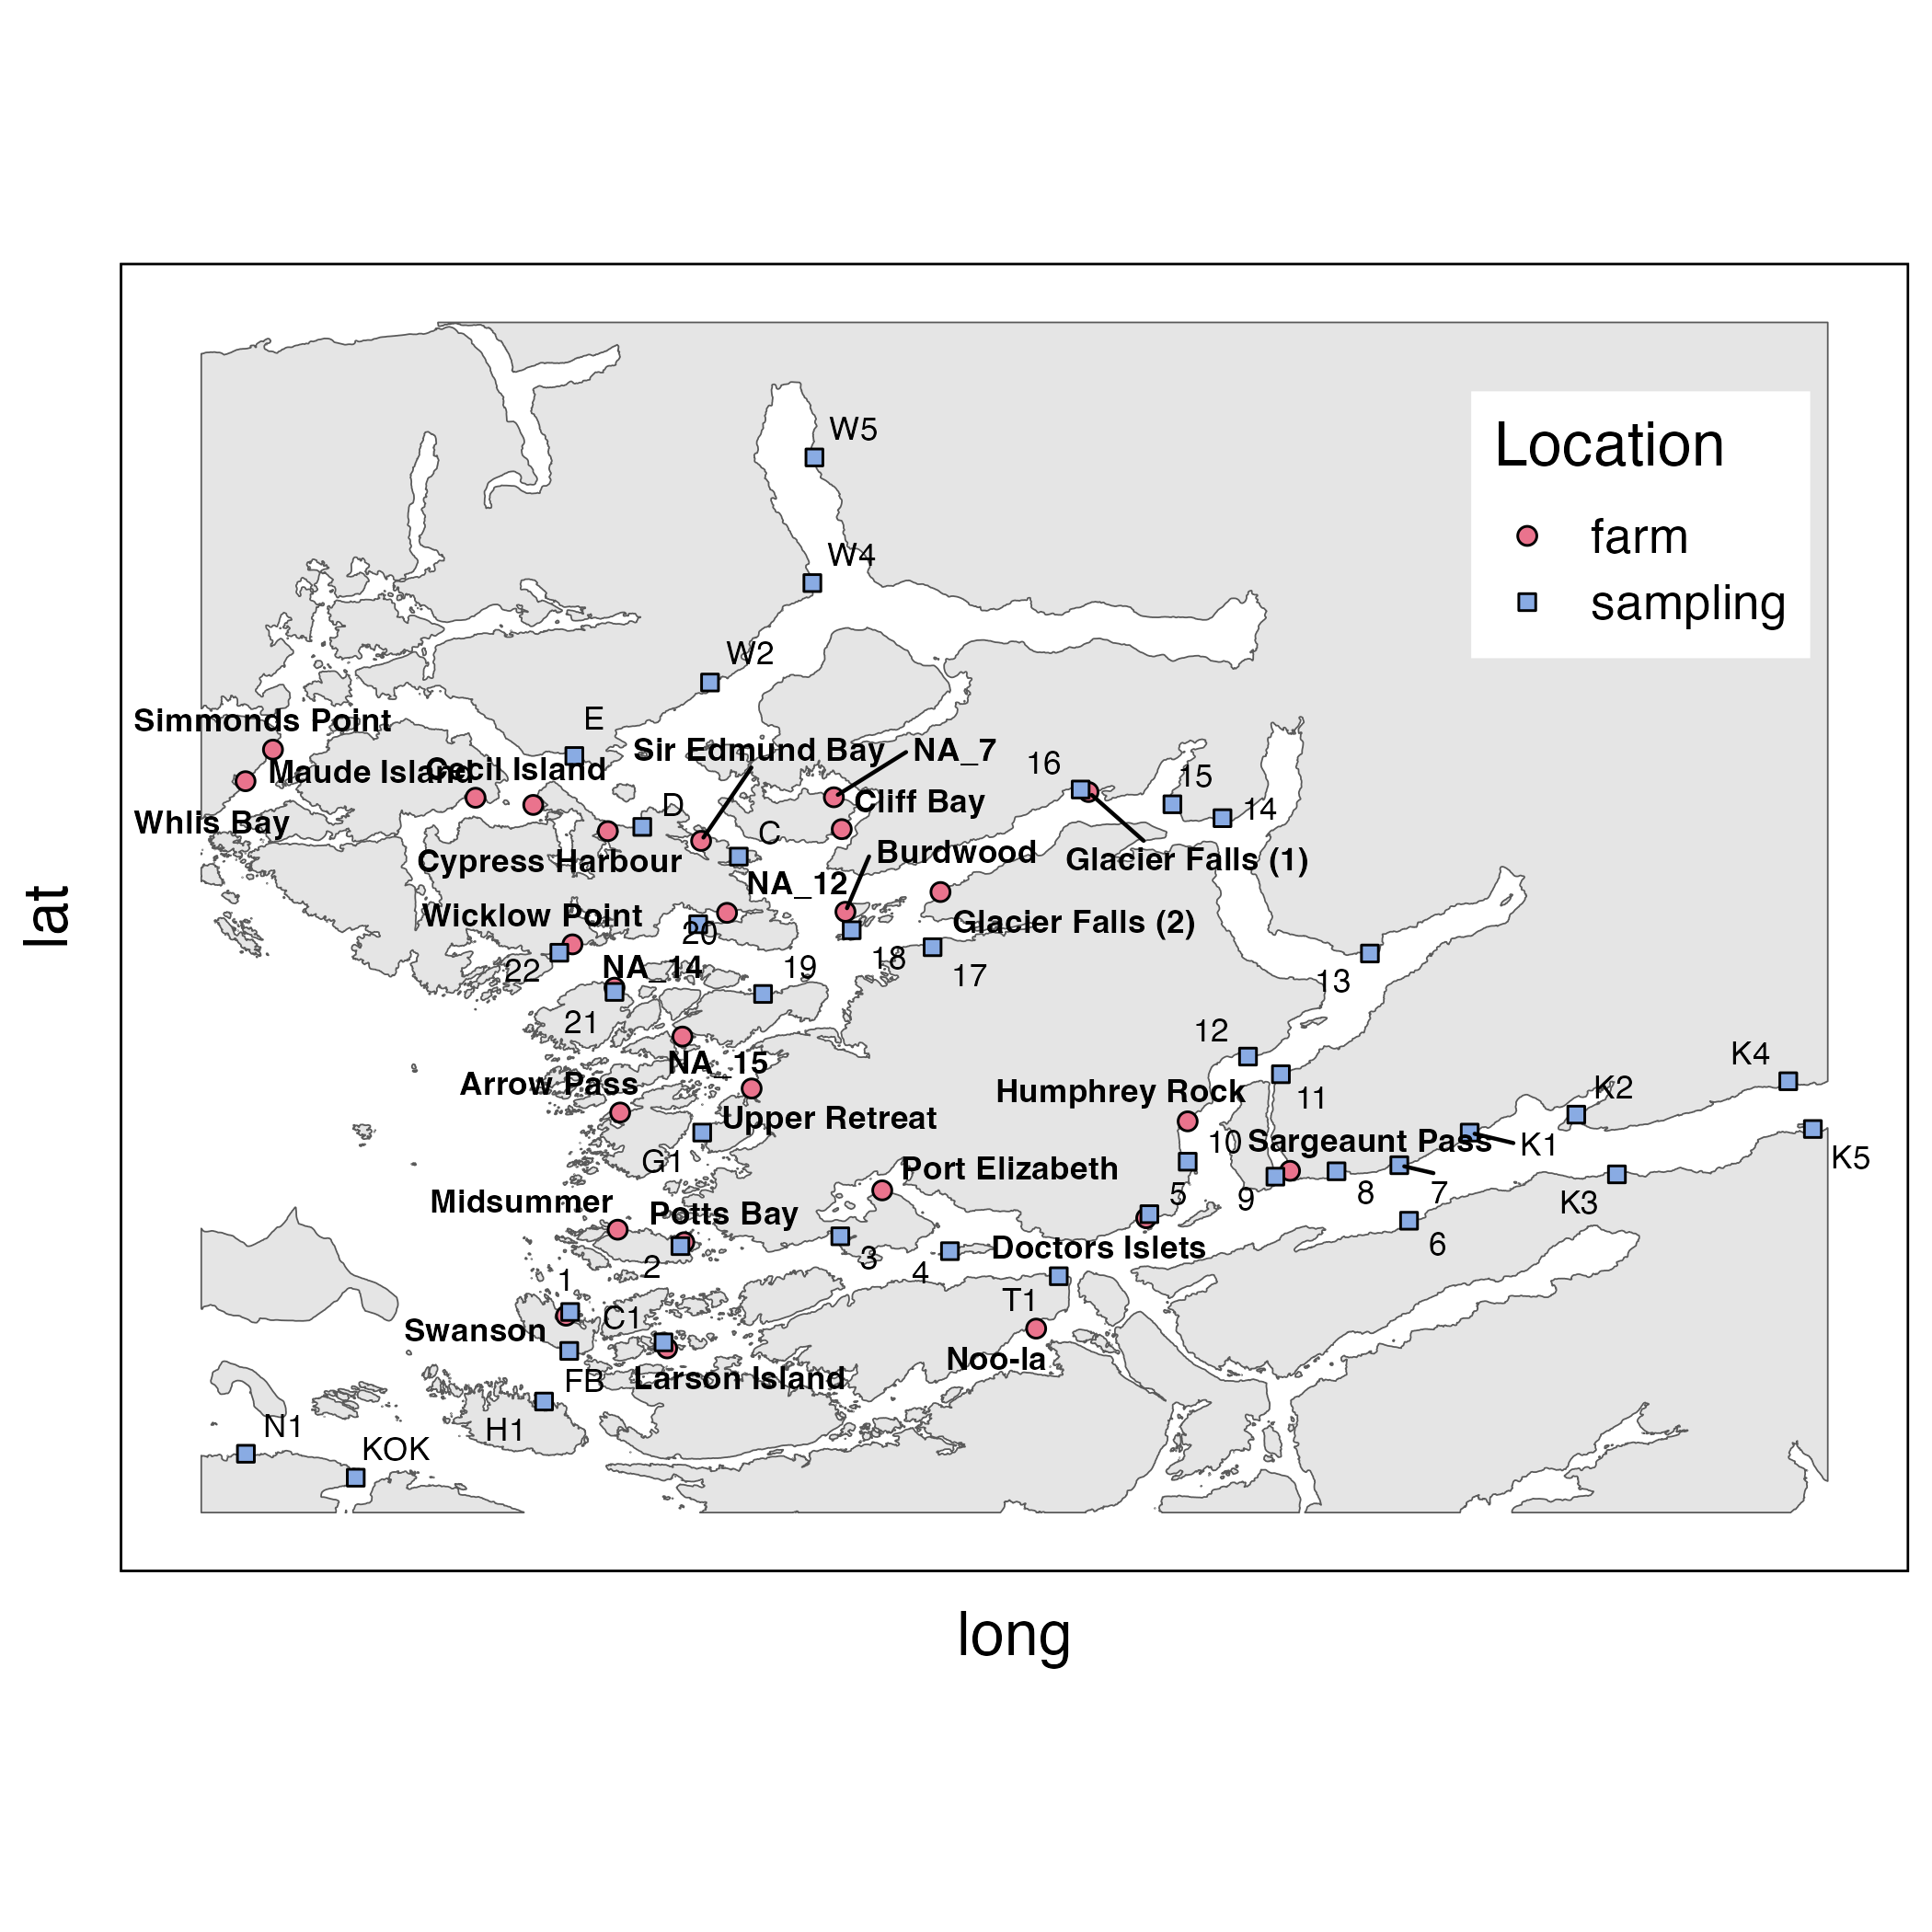 W5
Location
farm
sampling
W4
W2
Simmonds Point
E
Sir Edmund Bay
NA_7
16
15
Maude Island
Cecil Island
Cliff Bay
14
D
Whlis Bay
C
Cypress Harbour
Burdwood
Glacier Falls (1)
NA_12
Wicklow Point
20
Glacier Falls (2)
22
NA_14
19
18
17
13
21
12
NA_15
Arrow Pass
Humphrey Rock
11
K2
K4
Upper Retreat
10
Sargeaunt Pass
K1
K5
G1
Port Elizabeth
5
9
8
7
K3
Midsummer
Potts Bay
2
3
4
Doctors Islets
6
1
C1
T1
Swanson
Noo-la
FB
Larson Island
N1
H1
KOK
lat
long